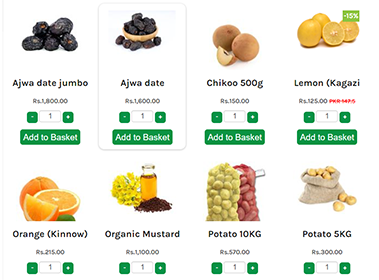 -15%
Ajwa date jumbo
Ajwa date
Chikoo 500g
Lemon (Kagazi
Rs.1,800.00
Rs.1,600.00
Rs.150.00
Rs.125.00 PKR 147.5
- 1 +
- 1 +
- 1 +
- 1 +
Add to Basket
Add to Basket
Add to Basket
Add to Basket
Orange (Kinnow)
Organic Mustard
Potato 10KG
Potato 5KG
Rs.215.00
Rs.1,100.00
Rs.570.00
Rs.300.00
- 1 +
- 1 +
- 1 +
- 1 +